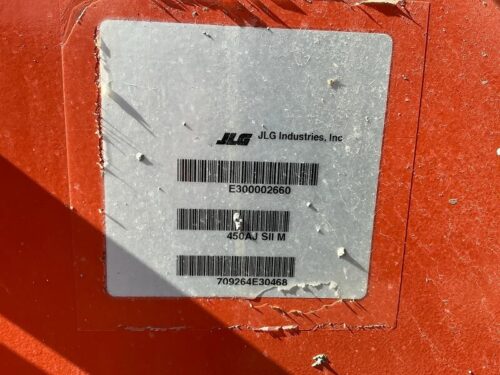 JLG JLG Industries, Inc
E300002660
450AJ SII M
709264E30468